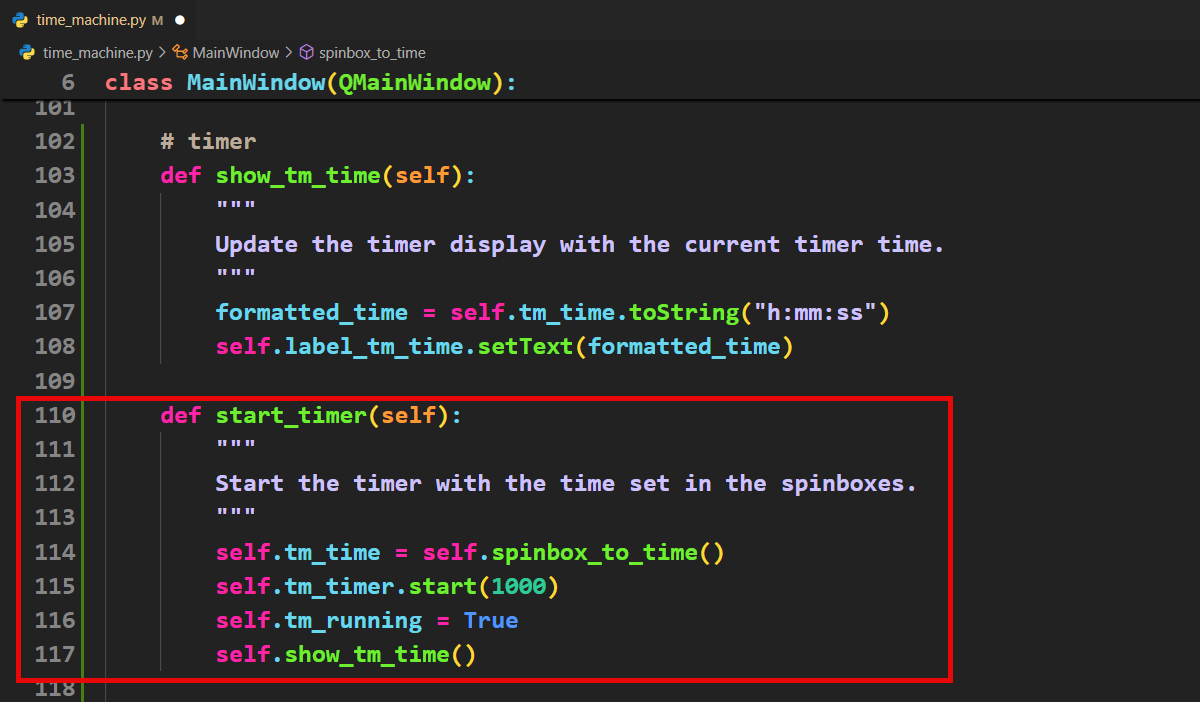 time_machine.py M
time_machine.py > MainWindow > spinbox_to_time
6 class MainWindow(QMainWindow):
101
102 # timer
103 def show_tm_time(self):
104 """
105 Update the timer display with the current timer time.
106 """
107 formatted_time = self.tm_time.toString("h:mm:ss")
108 self.label_tm_time.setText(formatted_time)
109
110 def start_timer(self):
111 """
112 Start the timer with the time set in the spinboxes.
113 """
114 self.tm_time = self.spinbox_to_time()
115 self.tm_timer.start(1000)
116 self.tm_running = True
117 self.show_tm_time()
118